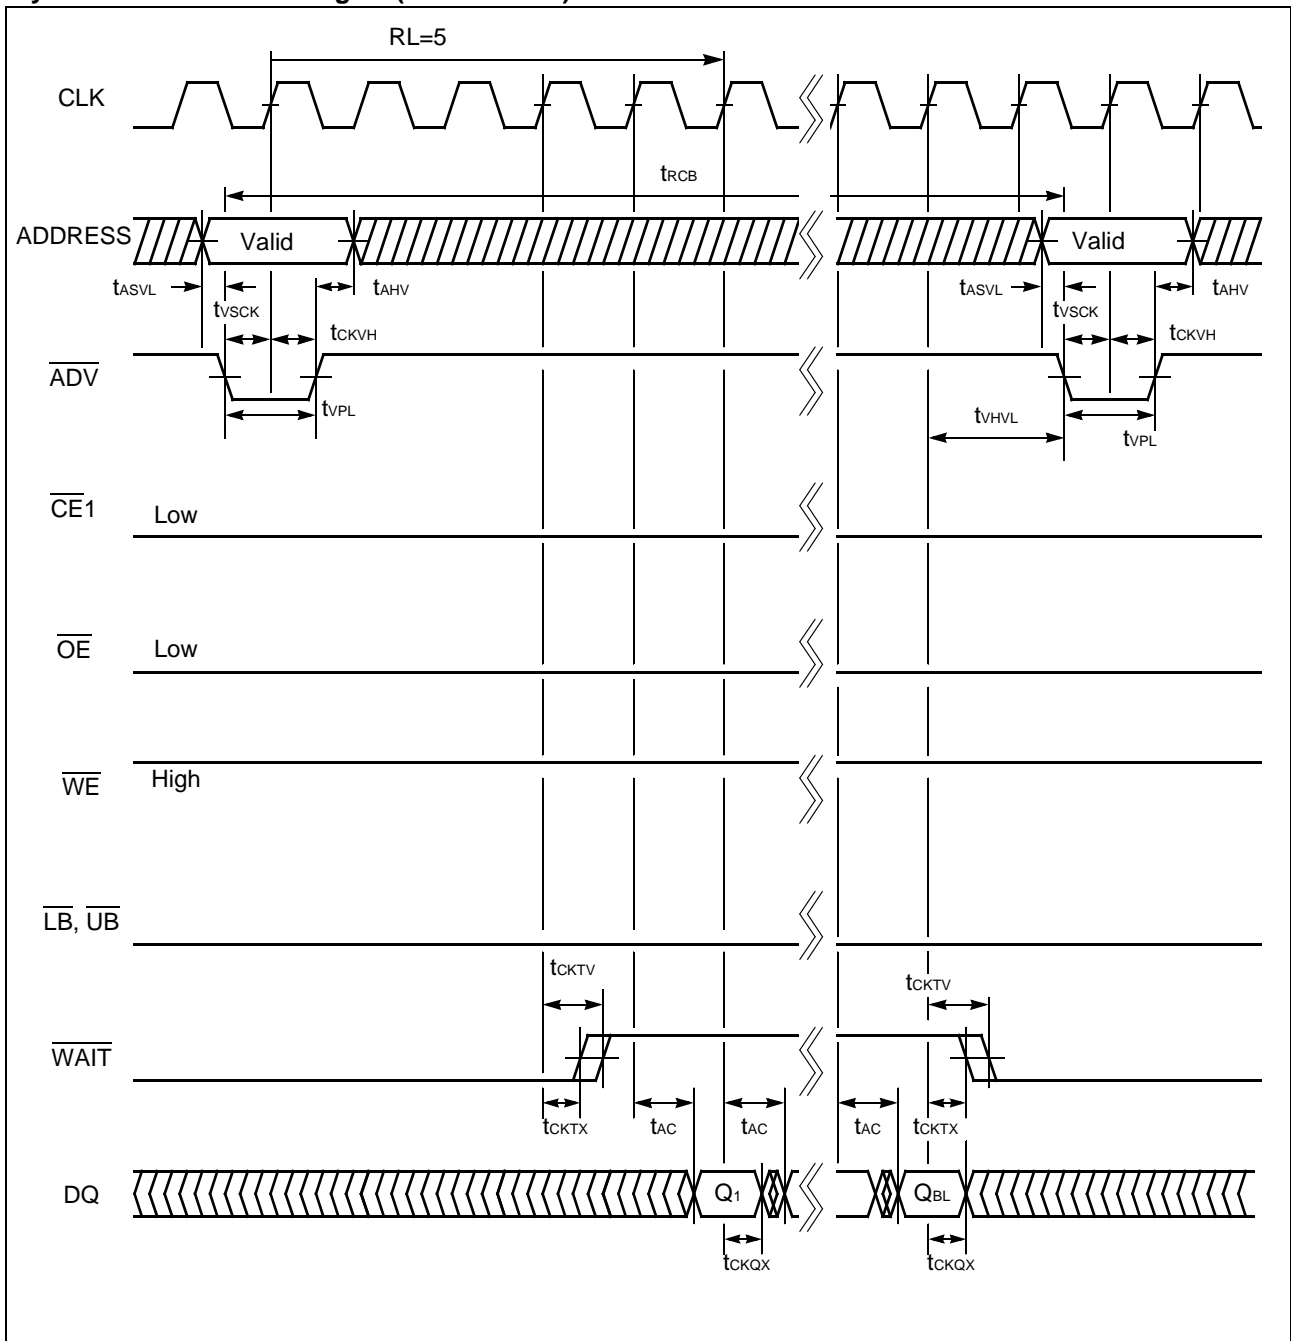 RL=5
CLK
tRCB
ADDRESS Valid Valid
tASVL tAHV tASVL tAHV
tVSCK tVSCK
tCKVH tCKVH
ADV
tVPL tVHVL tVPL
CE1 Low
OE Low
WE High
LB, UB
tCKTV tCKTV
WAIT
tCKTX tAC tAC tAC tCKTX
DQ Q1 QBL
tCKQX tCKQX